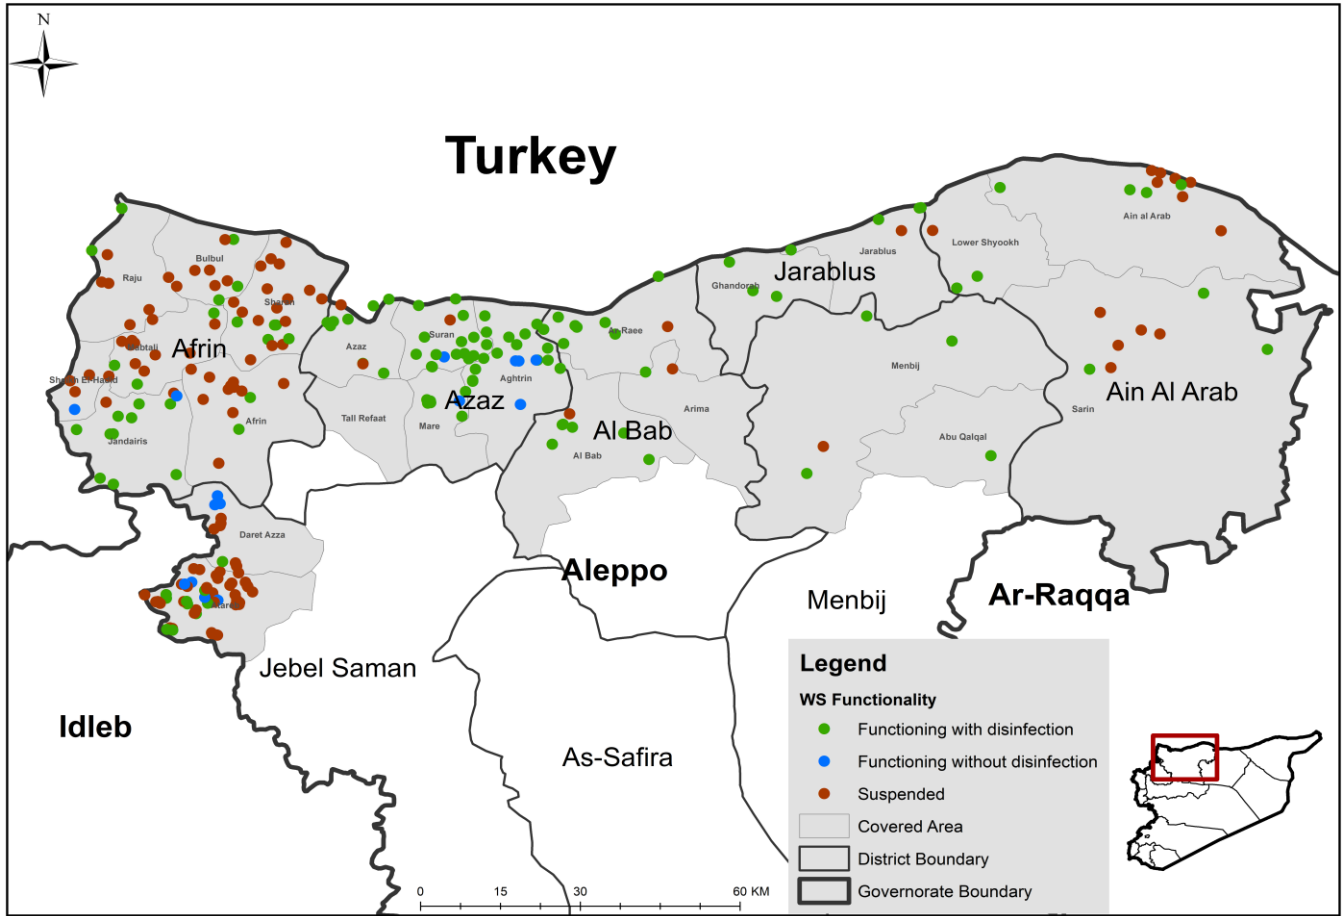 N
Turkey
Ain al Arab
Lower Shyookh
Jarablus
Bulbul
Raju
Jarablus
Ghandorah
Sharan
Suran
Ar-Raee
Azaz
Afrin
Menbij
Aghtrin
Ain Al Arab
Sarin
Azaz
Arima
Tall Refaat
Mare
Al Bab
Afrin
Abu Qalqal
Jandairis
Al Bab
Daret Azza
Aleppo
Menbij
Ar-Raqqa
Jebel Saman
Idleb
As-Safira
Legend
WS Functionality
Functioning with disinfection
Functioning without disinfection
Suspended
Covered Area
District Boundary
Governorate Boundary
0 15 30 60 KM